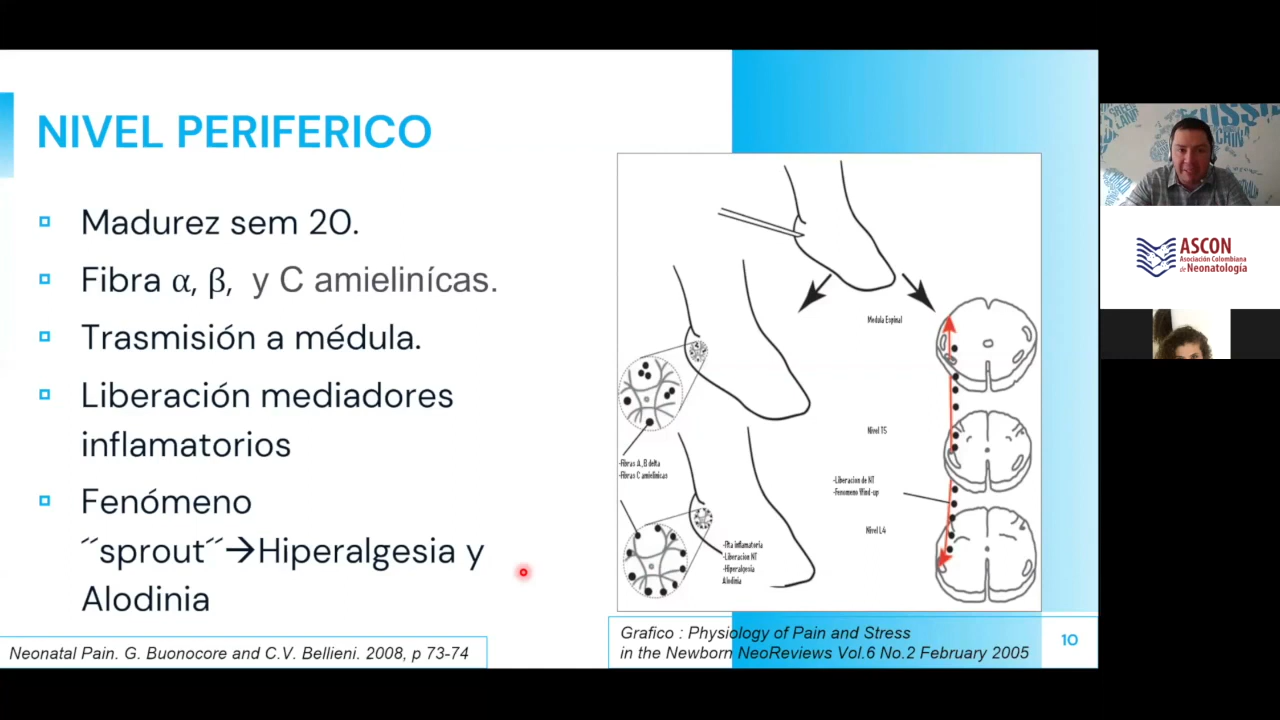 NIVEL PERIFERICO
Madurez sem 20.
Fibra α, β, y C amielinícas.
Trasmisión a médula.
Liberación mediadores
inflamatorios
Fenómeno
´´sprout´´→Hiperalgesia y
Alodinia
Neonatal Pain. G. Buonocore and C.V. Bellieni. 2008, p 73-74
Medula Espinal
Nivel T5
-Fibras A, B delta
-Fibras C amielinicas
-Liberacion de NT
-Fenomeno Wind-up
Nivel L4
-Rta inflamatoria
-Liberacion NT
-Hiperalgesia
Alodinia
Grafico : Physiology of Pain and Stress
in the Newborn NeoReviews Vol.6 No.2 February 2005
10
ASCON
Asociación Colombiana
de Neonatología